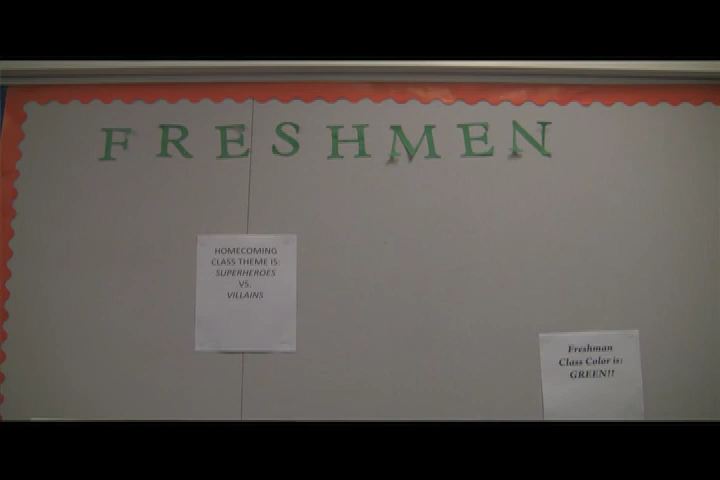 FRESHMEN
HOMECOMING
CLASS THEME IS:
SUPERHEROES
VS.
VILLAINS
Freshman
Class Color is:
GREEN!!